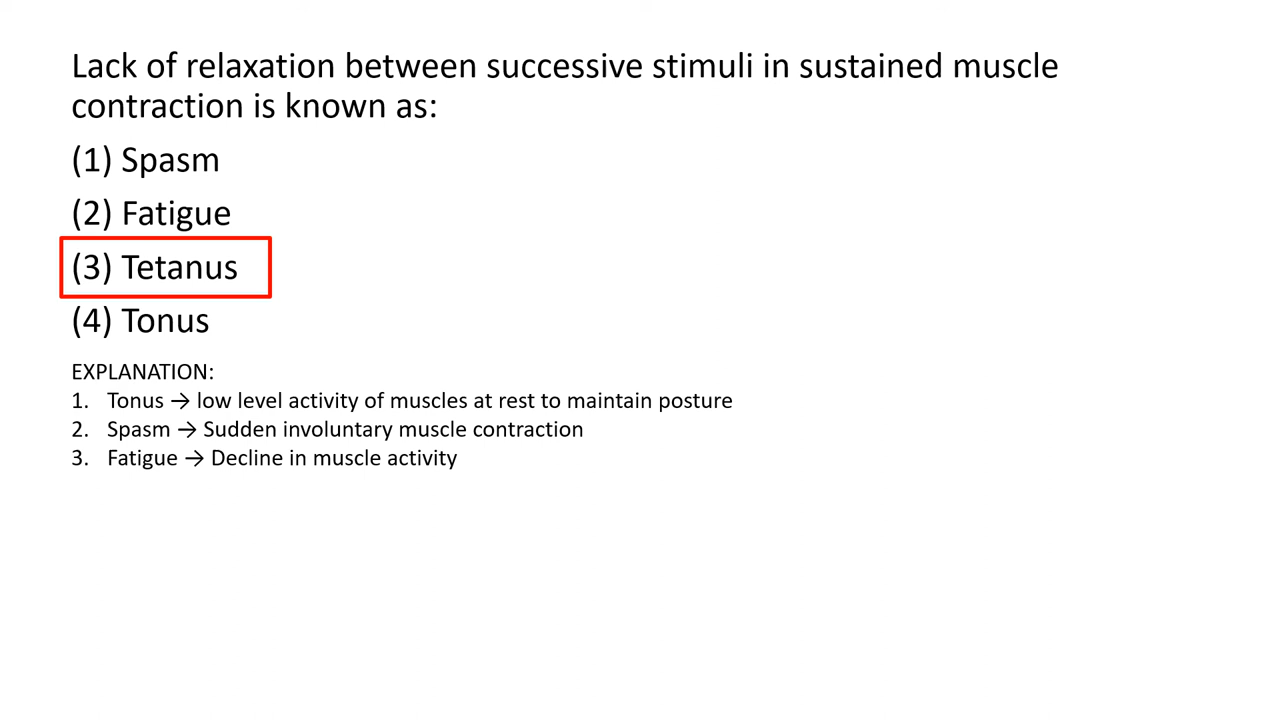 Lack of relaxation between successive stimuli in sustained muscle
contraction is known as:
(1) Spasm
(2) Fatigue
(3) Tetanus
(4) Tonus
EXPLANATION:
1. Tonus → low level activity of muscles at rest to maintain posture
2. Spasm → Sudden involuntary muscle contraction
3. Fatigue → Decline in muscle activity